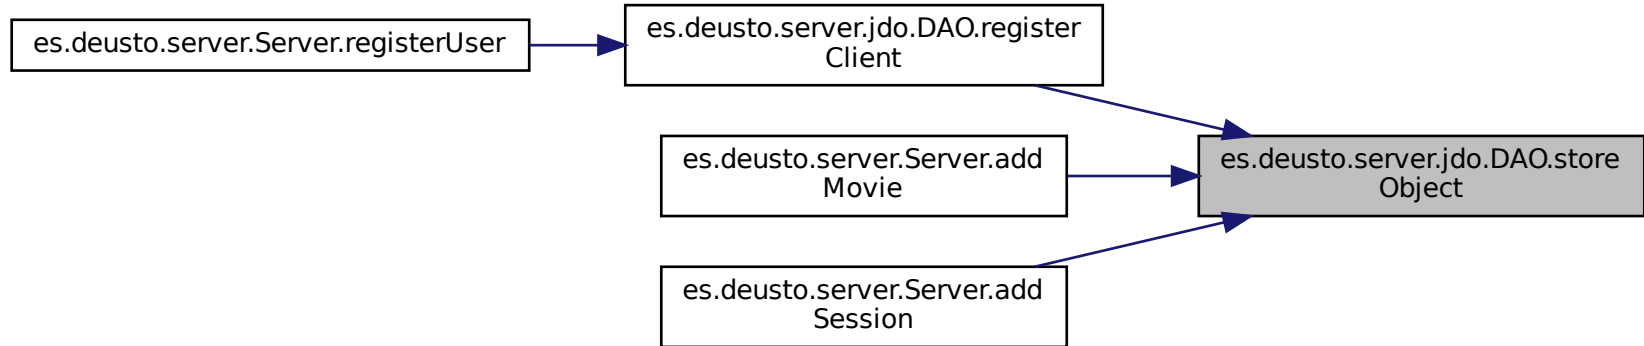 es.deusto.server.Server.registerUser
es.deusto.server.jdo.DAO.register
Client
es.deusto.server.Server.add
Movie
es.deusto.server.Server.add
Session
es.deusto.server.jdo.DAO.store
Object